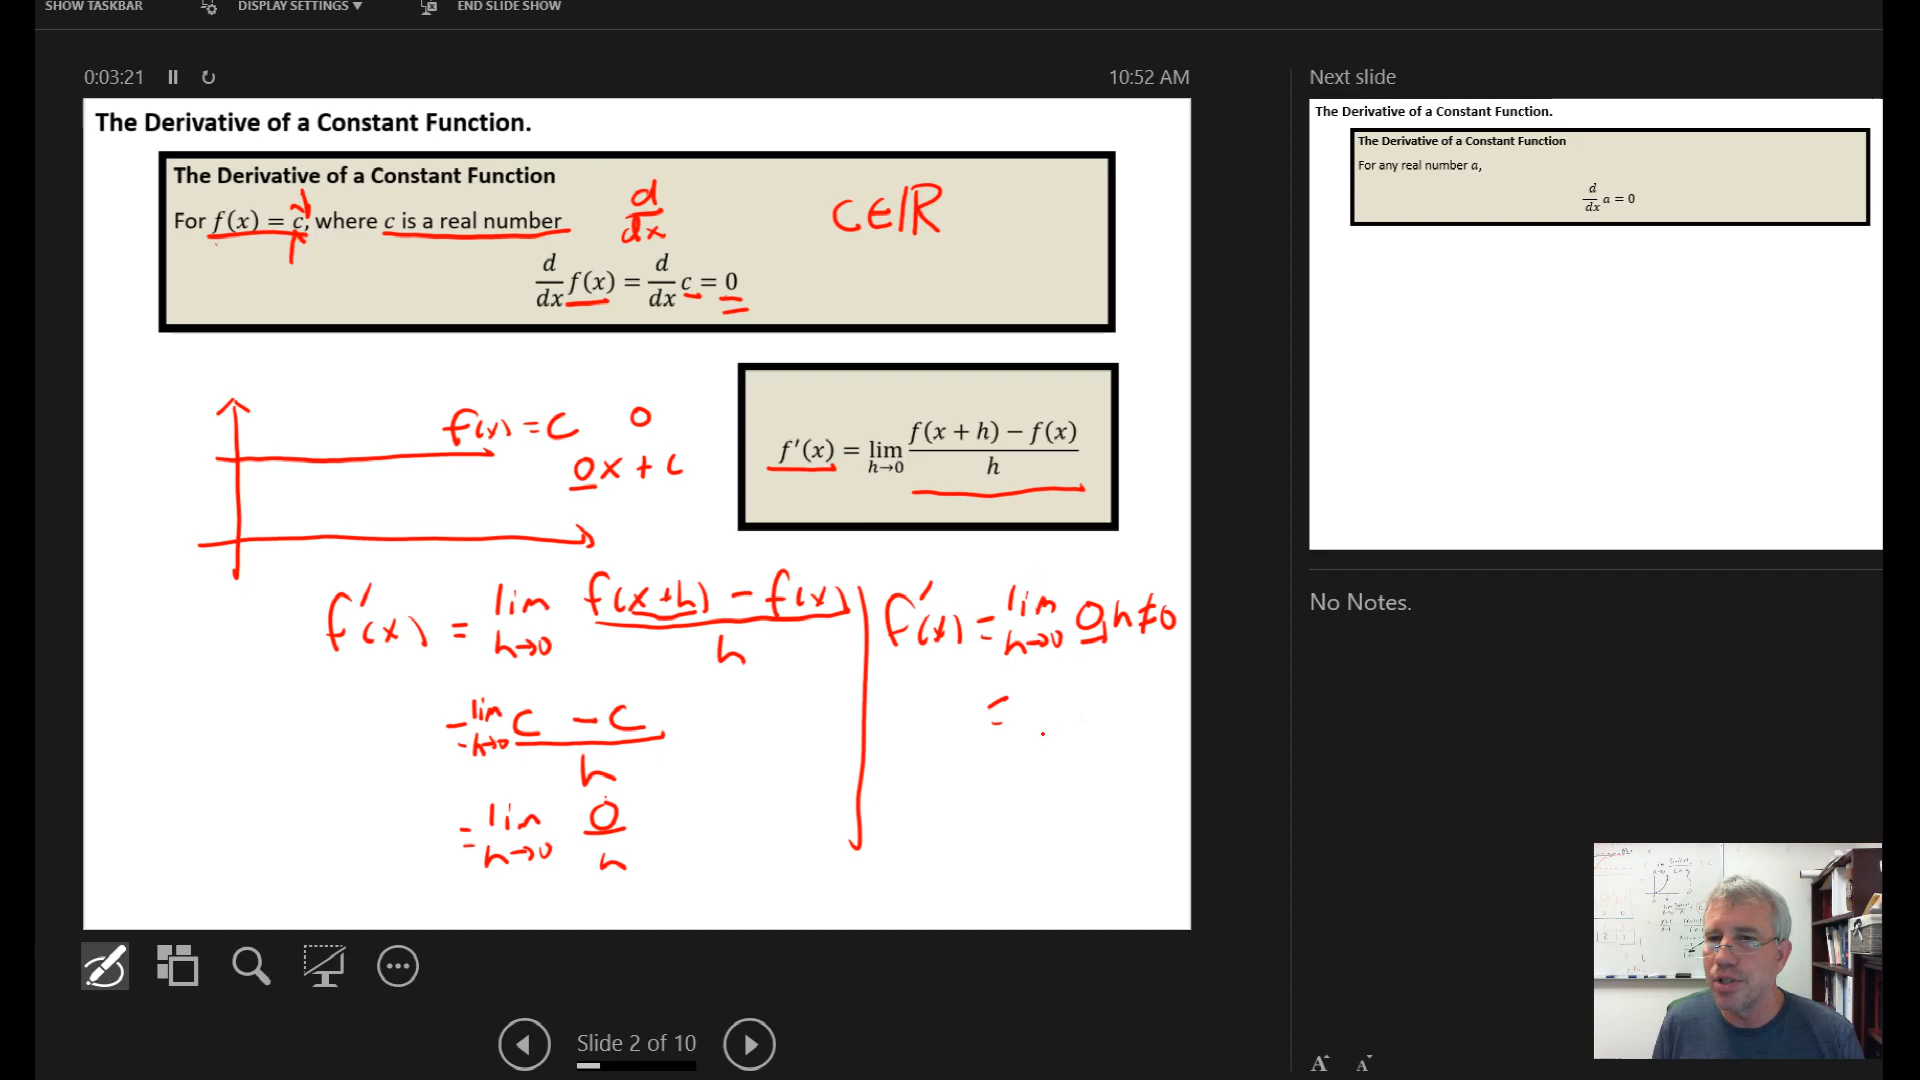 SHOW TASKBAR DISPLAY SETTINGS ▼ END SLIDE SHOW
0:03:21 10:52 AM
The Derivative of a Constant Function.
The Derivative of a Constant Function
For f(x) = c, where c is a real number
d/dx
c∈ℝ
d/dx f(x) = d/dx c = 0
f(x) = c 0
0x + c
f′(x) = lim h→0 f(x + h) − f(x) / h
f'(x) = lim h→0 f(x+h) - f(x) / h
= lim h→0 c - c / h
= lim h→0 0 / h
f'(x) = lim h→0 0, h≠0
=
Slide 2 of 10
Next slide
The Derivative of a Constant Function.
The Derivative of a Constant Function
For any real number a,
d/dx a = 0
No Notes.
A A